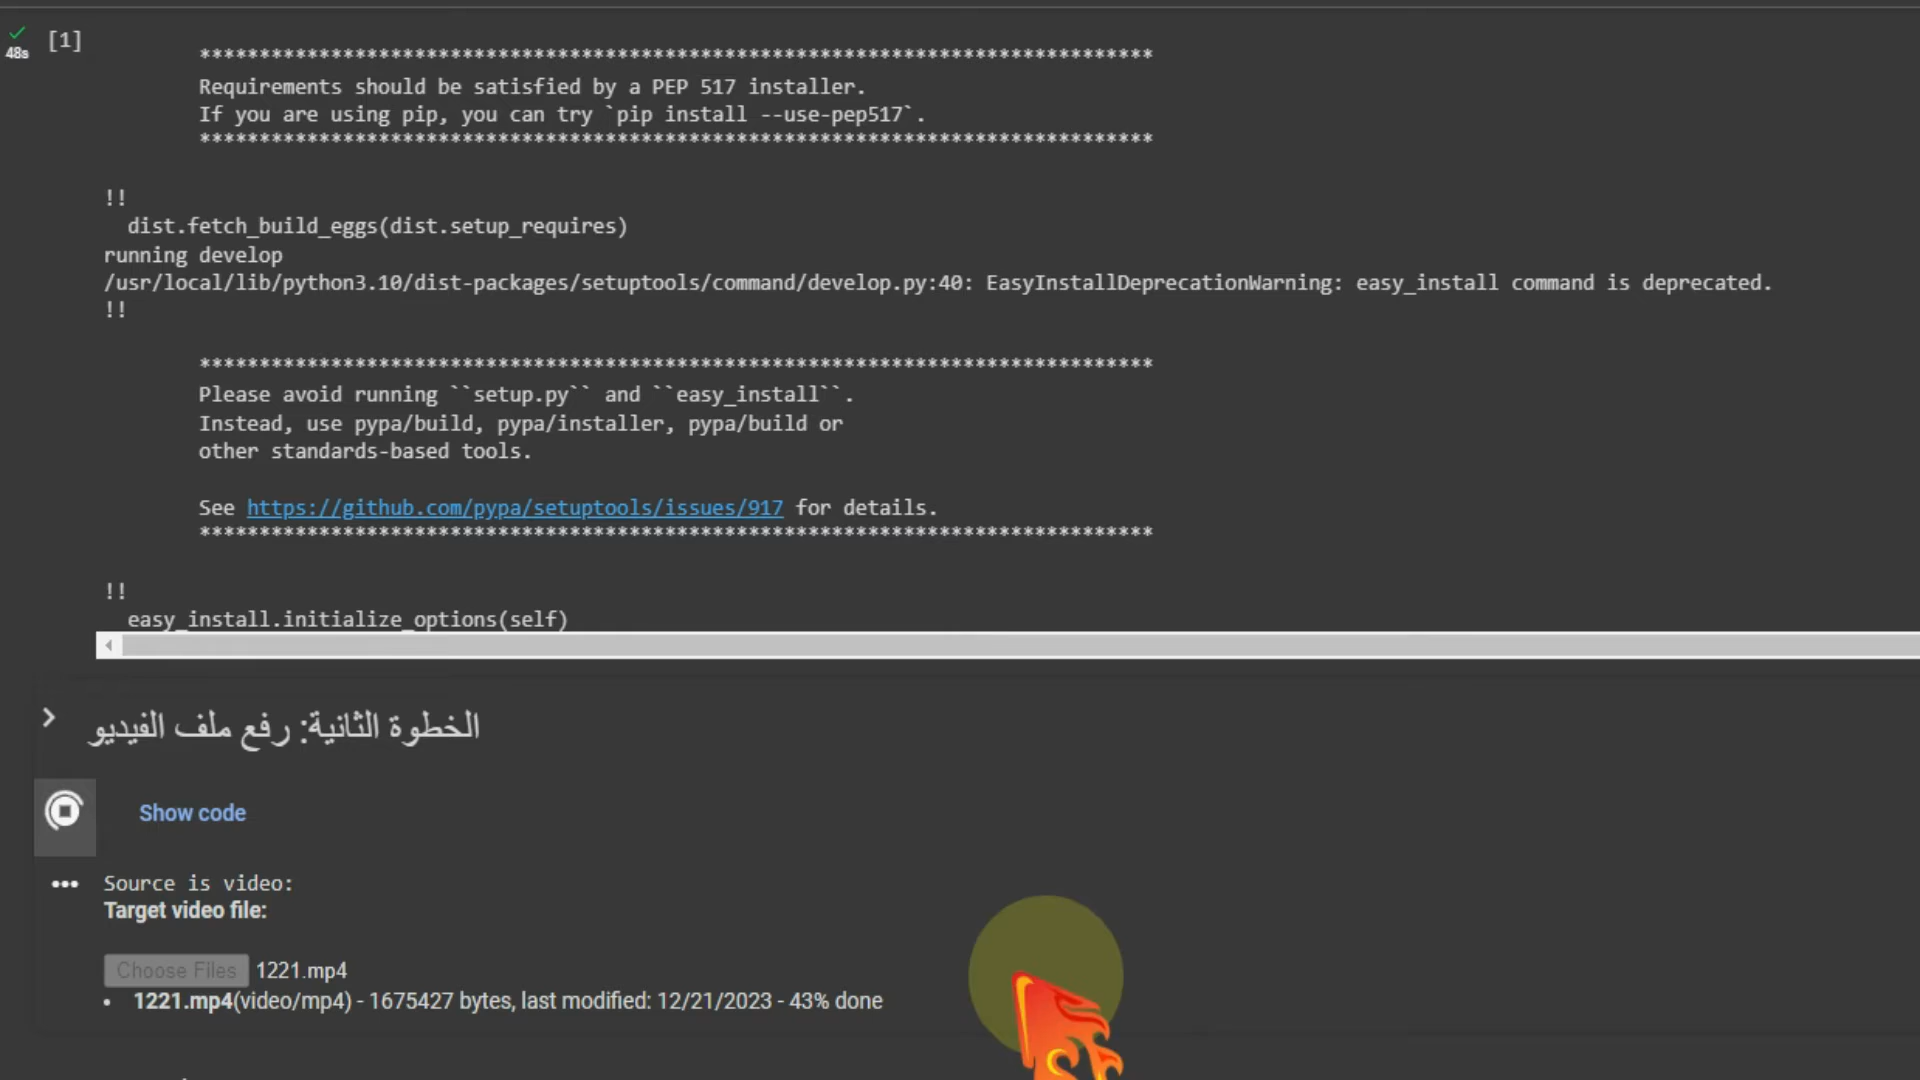 [1]
48s
********************************************************************************
Requirements should be satisfied by a PEP 517 installer.
If you are using pip, you can try `pip install --use-pep517`.
********************************************************************************
!!
dist.fetch_build_eggs(dist.setup_requires)
running develop
/usr/local/lib/python3.10/dist-packages/setuptools/command/develop.py:40: EasyInstallDeprecationWarning: easy_install command is deprecated.
!!
********************************************************************************
Please avoid running ``setup.py`` and ``easy_install``.
Instead, use pypa/build, pypa/installer, pypa/build or
other standards-based tools.
See https://github.com/pypa/setuptools/issues/917 for details.
********************************************************************************
!!
easy_install.initialize_options(self)
الخطوة الثانية: رفع ملف الفيديو
Show code
Source is video:
Target video file:
Choose Files 1221.mp4
• 1221.mp4(video/mp4) - 1675427 bytes, last modified: 12/21/2023 - 43% done